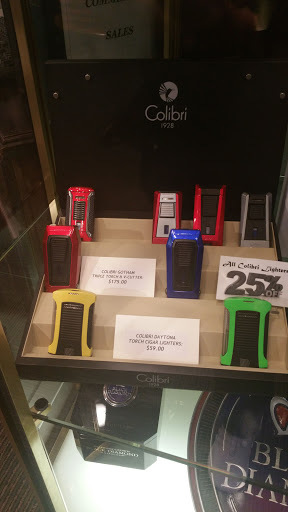 SALES
Colibri
1928
COLIBRI GOTHAM
TRIPLE TORCH & V-CUTTER
$175.00
All Colibri Lighters
25%
OFF
COLIBRI DAYTONA
TORCH CIGAR LIGHTERS
$59.00
Colibri
DIAMOND